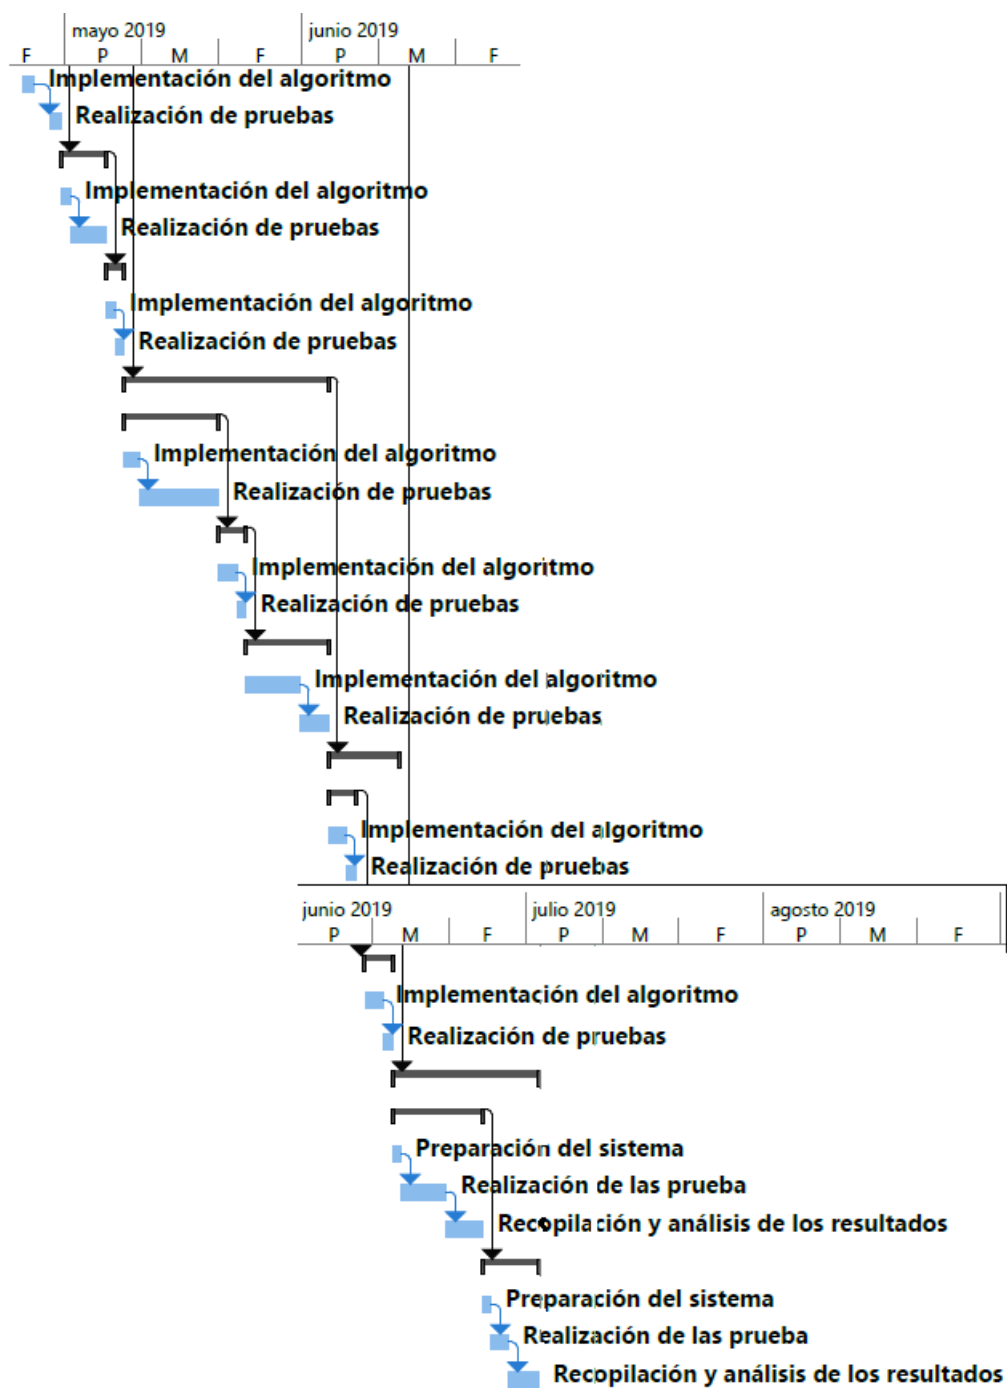 mayo 2019 junio 2019
F P M F P M F
Implementación del algoritmo
Realización de pruebas
Implementación del algoritmo
Realización de pruebas
Implementación del algoritmo
Realización de pruebas
Implementación del algoritmo
Realización de pruebas
Implementación del algoritmo
Realización de pruebas
Implementación del algoritmo
Realización de pruebas
Implementación del algoritmo
Realización de pruebas
junio 2019 julio 2019 agosto 2019
P M F P M F P M F
Implementación del algoritmo
Realización de pruebas
Preparación del sistema
Realización de las prueba
Recopilación y análisis de los resultados
Preparación del sistema
Realización de las prueba
Recopilación y análisis de los resultados